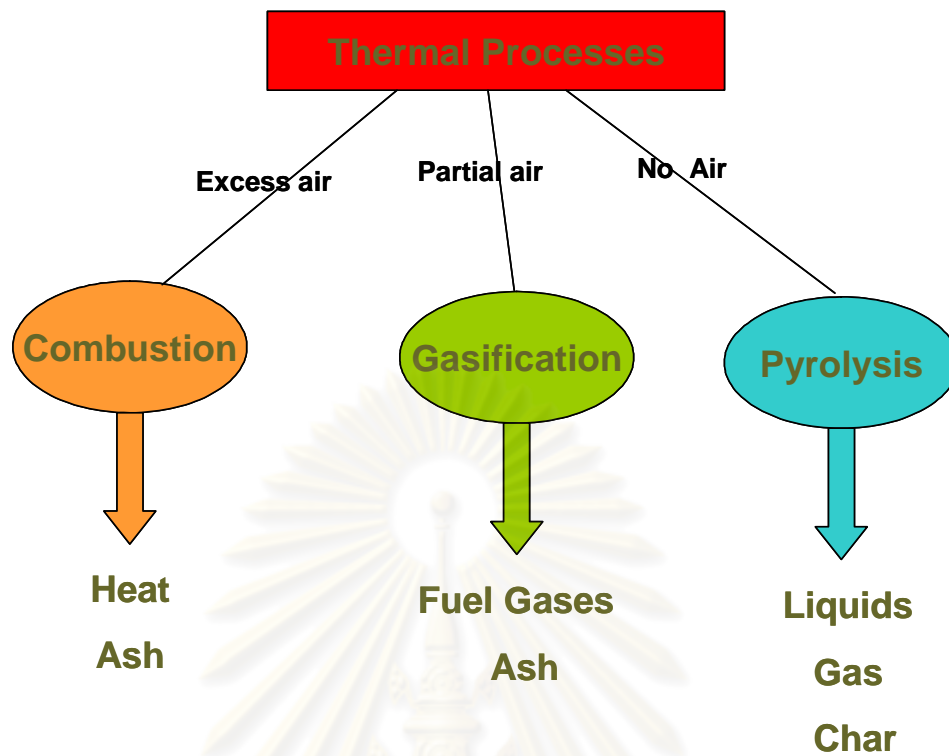 Thermal Processes
Excess air
Partial air
No Air
Combustion
Gasification
Pyrolysis
Heat
Ash
Fuel Gases
Ash
Liquids
Gas
Char